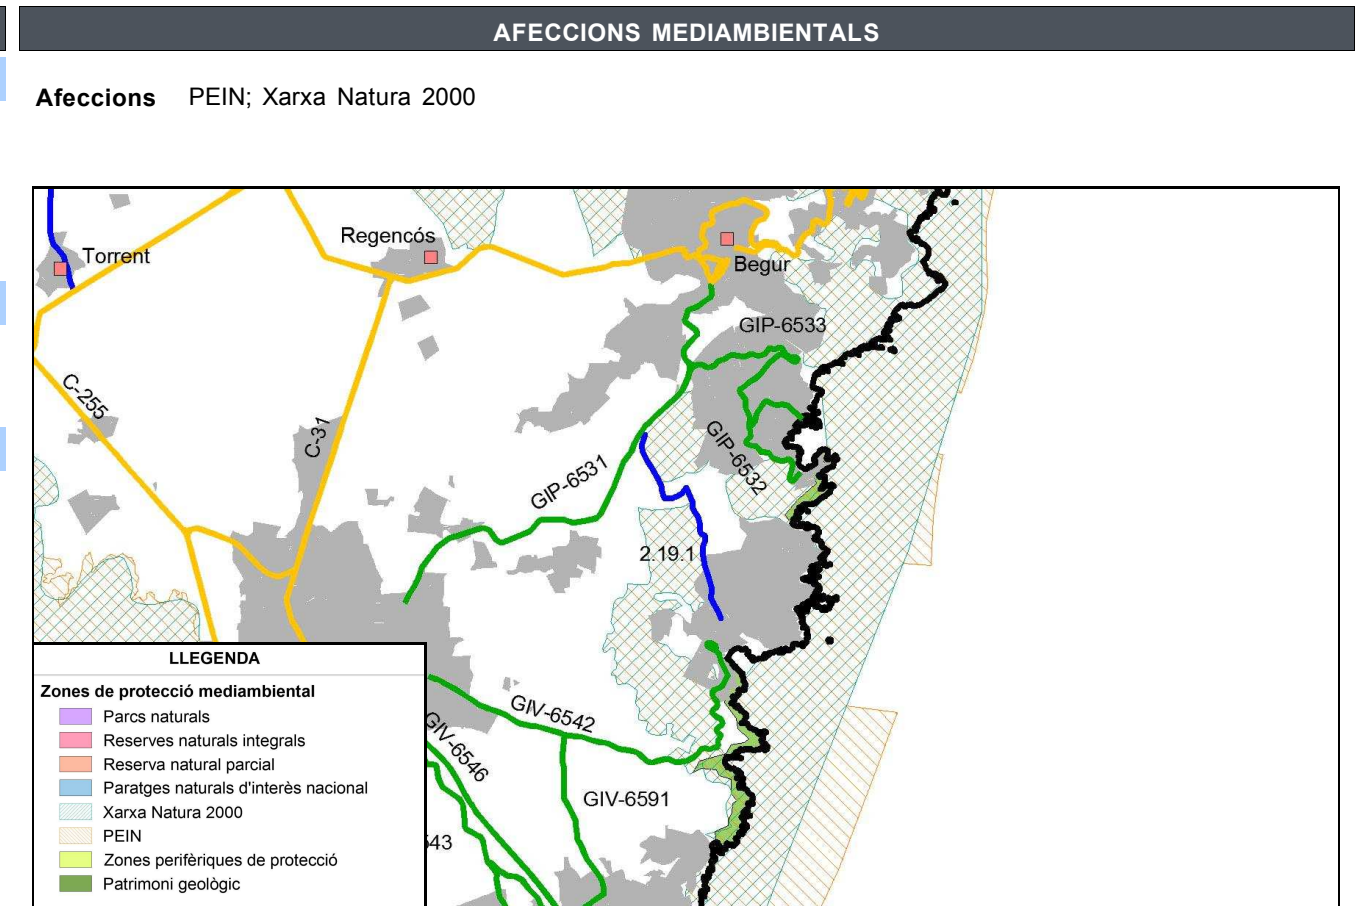 AFECCIONS MEDIAMBIENTALS
Afeccions PEIN; Xarxa Natura 2000
Regencós
Torrent
Begur
GIP-6533
C-255
C-31
GIP-6532
GIP-6531
2.19.1
GIV-6542
GIV-6546
GIV-6591
543
LLEGENDA
Zones de protecció mediambiental
Parcs naturals
Reserves naturals integrals
Reserva natural parcial
Paratges naturals d'interès nacional
Xarxa Natura 2000
PEIN
Zones perifèriques de protecció
Patrimoni geològic